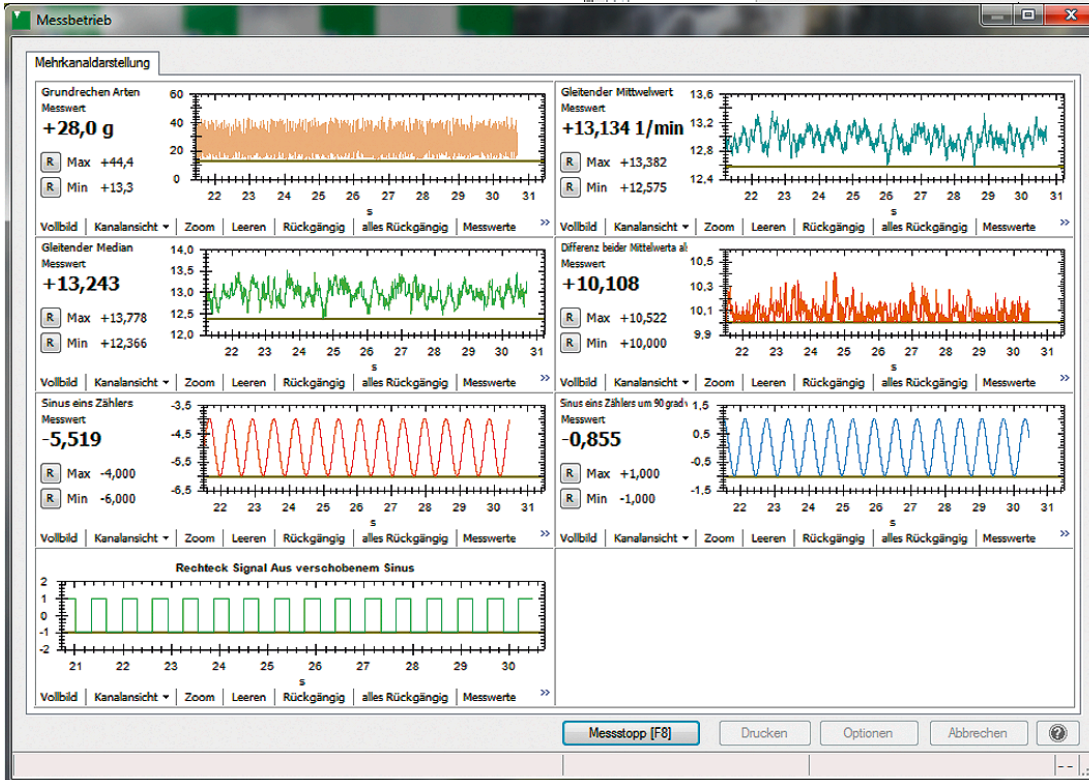 Messbetrieb
Mehrkanaldarstellung
Grundrechen Arten
Messwert
+28,0 g
R Max +44,4
R Min +13,3
60
40
20
0
22 23 24 25 26 27 28 29 30 31
s
Vollbild Kanalansicht Zoom Leeren Rückgängig alles Rückgängig Messwerte »
Gleitender Mittwelwert
Messwert
+13,134 1/min
R Max +13,382
R Min +12,575
13,6
13,2
12,8
12,4
22 23 24 25 26 27 28 29 30 31
s
Vollbild Kanalansicht Zoom Leeren Rückgängig alles Rückgängig Messwerte »
Gleitender Median
Messwert
+13,243
R Max +13,778
R Min +12,366
14,0
13,5
13,0
12,5
12,0
22 23 24 25 26 27 28 29 30 31
s
Vollbild Kanalansicht Zoom Leeren Rückgängig alles Rückgängig Messwerte »
Differenz beider Mittelwerta al
Messwert
+10,108
R Max +10,522
R Min +10,000
10,5
10,3
10,1
9,9
22 23 24 25 26 27 28 29 30 31
s
Vollbild Kanalansicht Zoom Leeren Rückgängig alles Rückgängig Messwerte »
Sinus eins Zählers
Messwert
-5,519
R Max -4,000
R Min -6,000
-3,5
-4,5
-5,5
-6,5
22 23 24 25 26 27 28 29 30 31
s
Vollbild Kanalansicht Zoom Leeren Rückgängig alles Rückgängig Messwerte »
Sinus eins Zählers um 90 grad v
Messwert
-0,855
R Max +1,000
R Min -1,000
1,5
0,5
-0,5
-1,5
22 23 24 25 26 27 28 29 30 31
s
Vollbild Kanalansicht Zoom Leeren Rückgängig alles Rückgängig Messwerte »
Rechteck Signal Aus verschobenem Sinus
2
1
0
-1
-2
21 22 23 24 25 26 27 28 29 30
s
Vollbild Kanalansicht Zoom Leeren Rückgängig alles Rückgängig Messwerte »
Messstopp [F8] Drucken Optionen Abbrechen ?
--